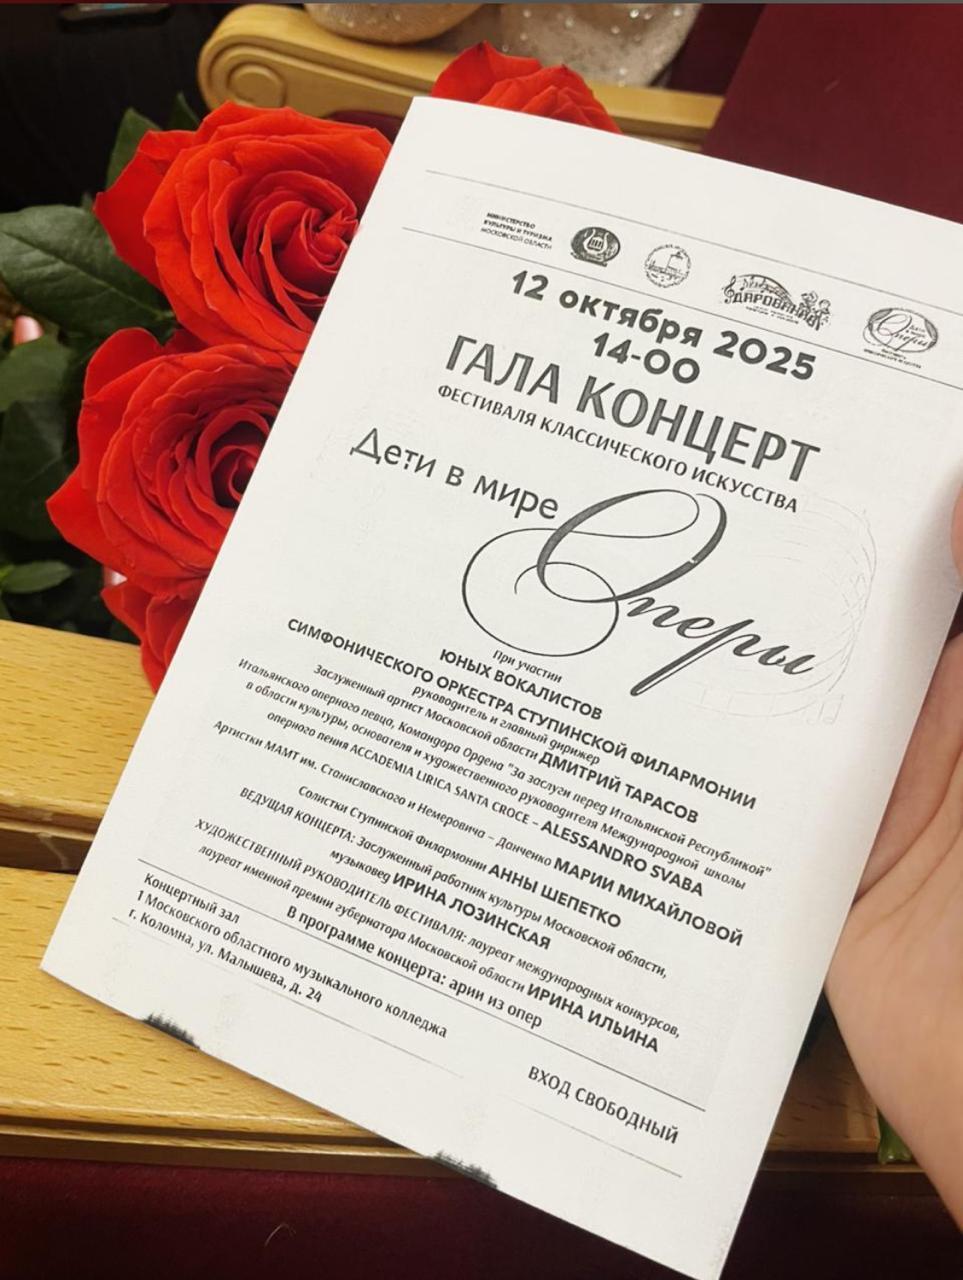 МИНИСТЕРСТВО
КУЛЬТУРЫ И ТУРИЗМА
МОСКОВСКОЙ ОБЛАСТИ
ДАРОВАНИЯ
Оперы
12 октября 2025
14-00
ГАЛА КОНЦЕРТ
ФЕСТИВАЛЯ КЛАССИЧЕСКОГО ИСКУССТВА
Дети в мире
Оперы
При участии
ЮНЫХ ВОКАЛИСТОВ
СИМФОНИЧЕСКОГО ОРКЕСТРА СТУПИНСКОЙ ФИЛАРМОНИИ
руководитель и главный дирижер
Заслуженный артист Московской области ДМИТРИЙ ТАРАСОВ
Итальянского оперного певца, Командора Ордена "За заслуги перед Итальянской Республикой"
в области культуры, основателя и художественного руководителя Международной школы
оперного пения ACCADEMIA LIRICA SANTA CROCE – ALESSANDRO SVABA
Артистки МАМТ им. Станиславского и Немеровича – Данченко МАРИИ МИХАЙЛОВОЙ
Солистки Ступинской Филармонии АННЫ ШЕПЕТКО
ВЕДУЩАЯ КОНЦЕРТА: Заслуженный работник культуры Московской области,
музыковед ИРИНА ЛОЗИНСКАЯ
ХУДОЖЕСТВЕННЫЙ РУКОВОДИТЕЛЬ ФЕСТИВАЛЯ: лауреат международных конкурсов,
лауреат именной премии губернатора Московской области ИРИНА ИЛЬИНА
В программе концерта: арии из опер
Концертный зал
1 Московского областного музыкального колледжа
г. Коломна, ул. Малышева, д. 24
ВХОД СВОБОДНЫЙ